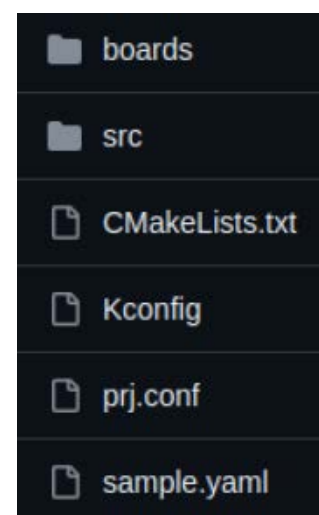 boards
src
CMakeLists.txt
Kconfig
prj.conf
sample.yaml